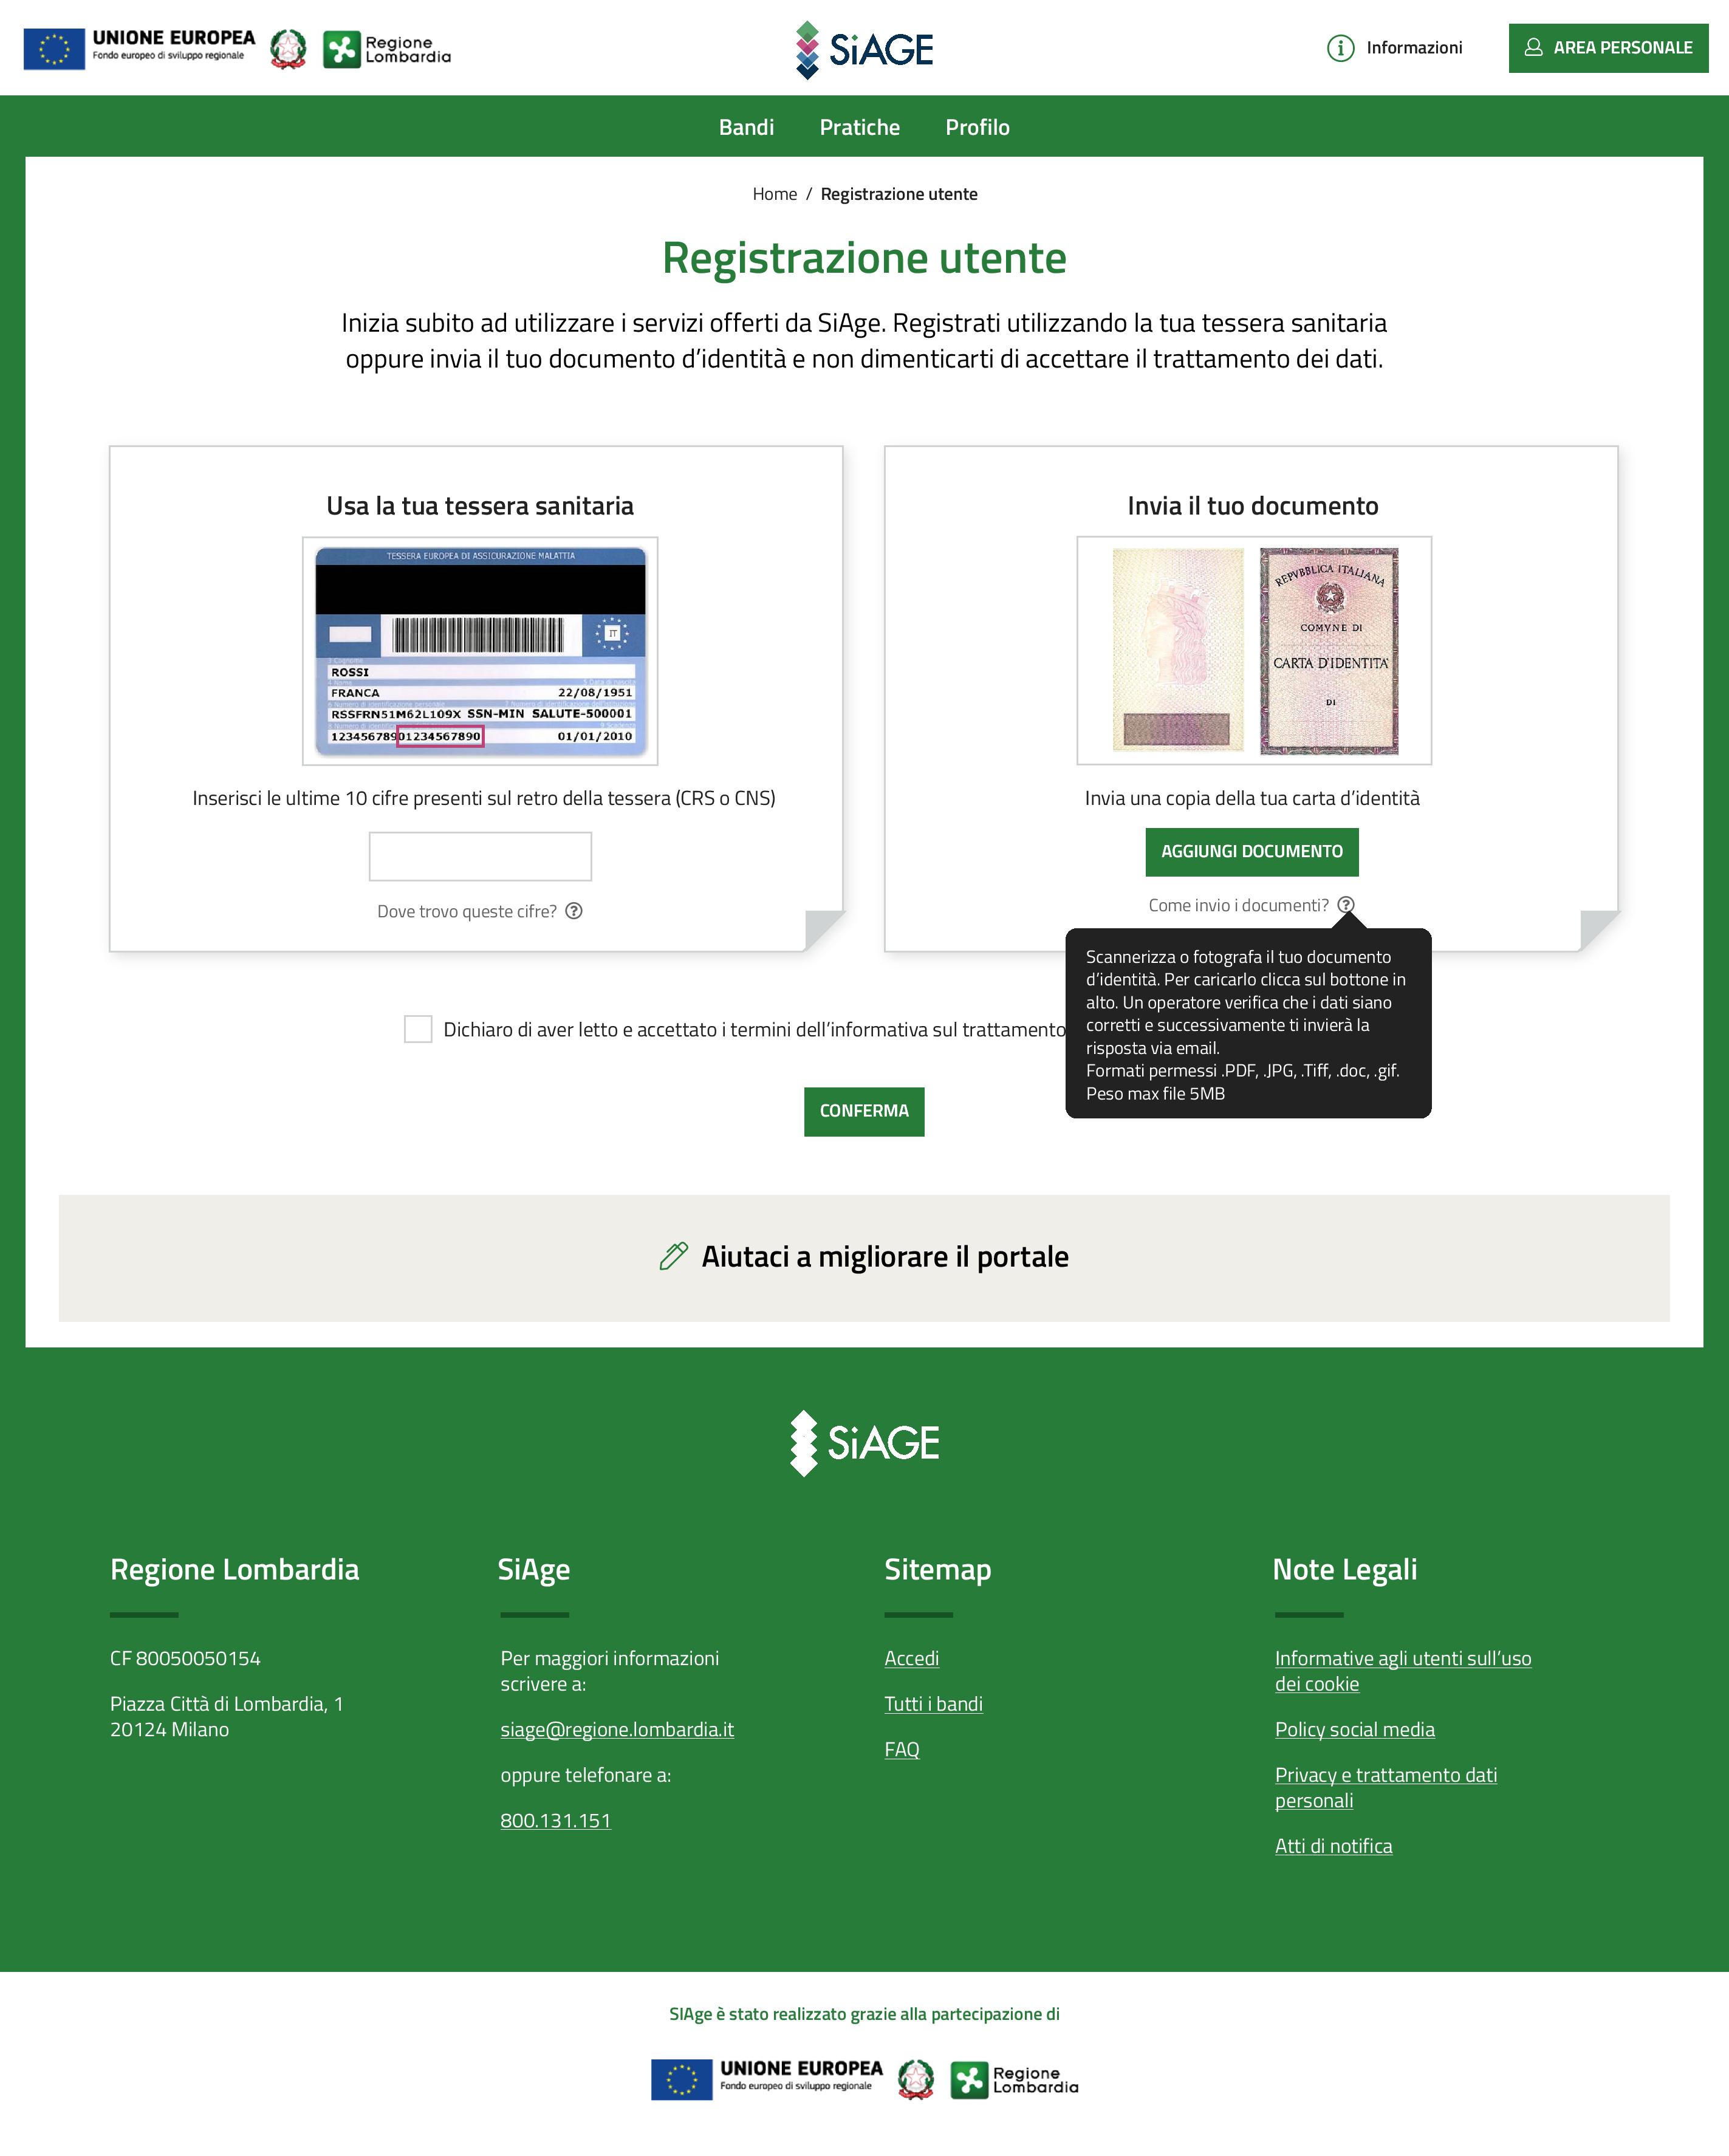 UNIONE EUROPEA
Fondo europeo di sviluppo regionale
Regione
Lombardia
SiAGE
Informazioni
AREA PERSONALE
Bandi
Pratiche
Profilo
Home / Registrazione utente
Registrazione utente
Inizia subito ad utilizzare i servizi offerti da SiAge. Registrati utilizzando la tua tessera sanitaria
oppure invia il tuo documento d’identità e non dimenticarti di accettare il trattamento dei dati.
Usa la tua tessera sanitaria
TESSERA EUROPEA DI ASSICURAZIONE MALATTIA
IT
ROSSI
FRANCA
22/08/1951
RSSFRN51M62L109X SSN-MIN SALUTE-500001
12345678901234567890
01/01/2010
Inserisci le ultime 10 cifre presenti sul retro della tessera (CRS o CNS)
Dove trovo queste cifre?
Invia il tuo documento
REPVBBLICA ITALIANA
COMVNE DI
CARTA D'IDENTITA'
DI
Invia una copia della tua carta d’identità
AGGIUNGI DOCUMENTO
Come invio i documenti?
Scannerizza o fotografa il tuo documento
d’identità. Per caricarlo clicca sul bottone in
alto. Un operatore verifica che i dati siano
corretti e successivamente ti invierà la
risposta via email.
Formati permessi .PDF, .JPG, .Tiff, .doc, .gif.
Peso max file 5MB
Dichiaro di aver letto e accettato i termini dell’informativa sul trattamento
CONFERMA
Aiutaci a migliorare il portale
SiAGE
Regione Lombardia
CF 80050050154
Piazza Città di Lombardia, 1
20124 Milano
SiAge
Per maggiori informazioni
scrivere a:
siage@regione.lombardia.it
oppure telefonare a:
800.131.151
Sitemap
Accedi
Tutti i bandi
FAQ
Note Legali
Informative agli utenti sull’uso
dei cookie
Policy social media
Privacy e trattamento dati
personali
Atti di notifica
SIAge è stato realizzato grazie alla partecipazione di
UNIONE EUROPEA
Fondo europeo di sviluppo regionale
Regione
Lombardia